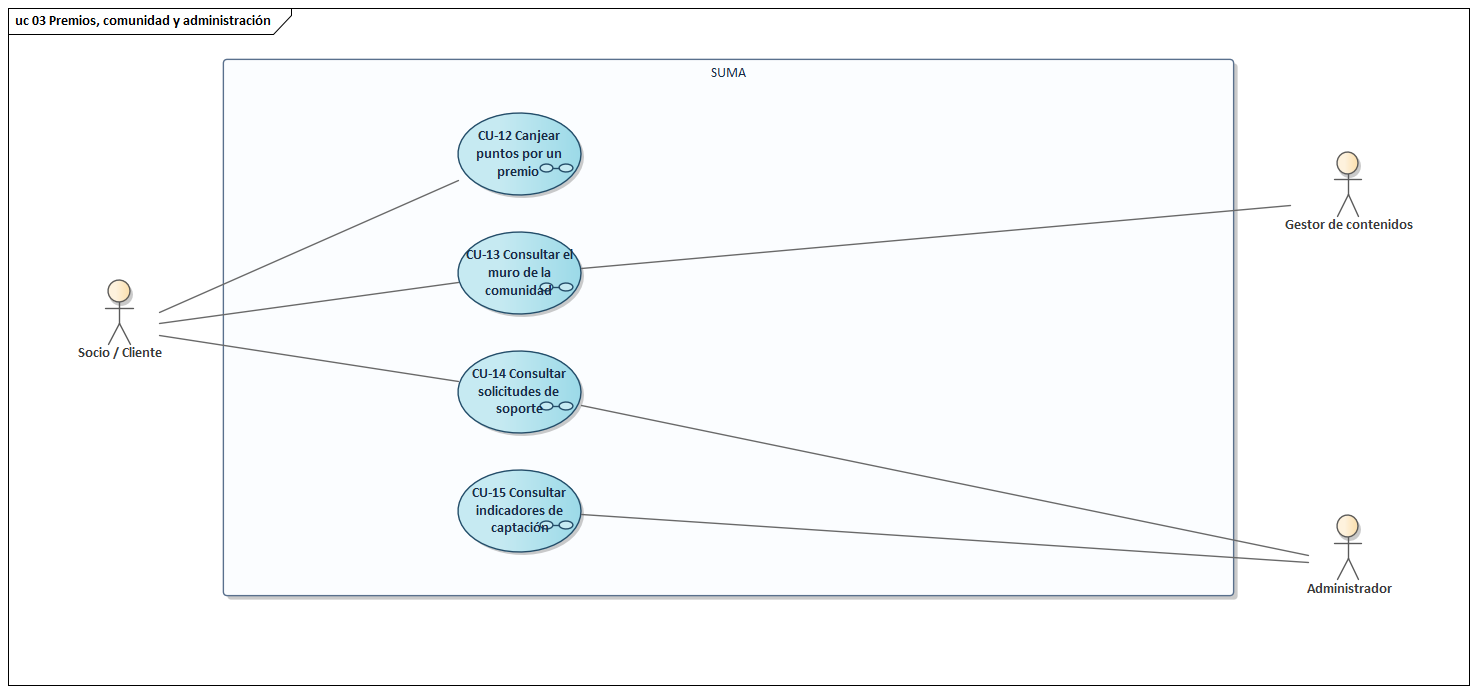 uc 03 Premios, comunidad y administración
SUMA
CU-12 Canjear
puntos por un
premio
CU-13 Consultar el
muro de la
comunidad
CU-14 Consultar
solicitudes de
soporte
CU-15 Consultar
indicadores de
captación
Socio / Cliente
Gestor de contenidos
Administrador